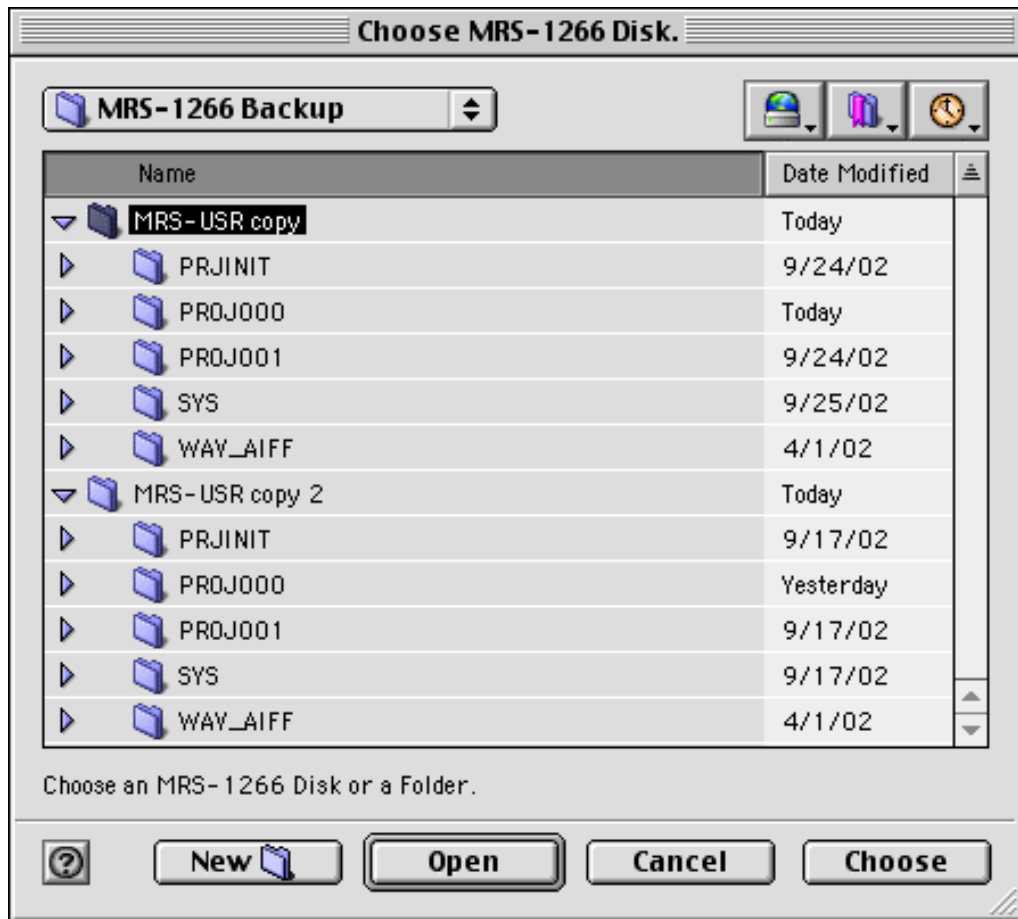 Choose MRS-1266 Disk.
MRS-1266 Backup
Name Date Modified
MRS-USR copy Today
PRJINIT 9/24/02
PROJ000 Today
PROJ001 9/24/02
SYS 9/25/02
WAV_AIFF 4/1/02
MRS-USR copy 2 Today
PRJINIT 9/17/02
PROJ000 Yesterday
PROJ001 9/17/02
SYS 9/17/02
WAV_AIFF 4/1/02
Choose an MRS-1266 Disk or a Folder.
? New Open Cancel Choose